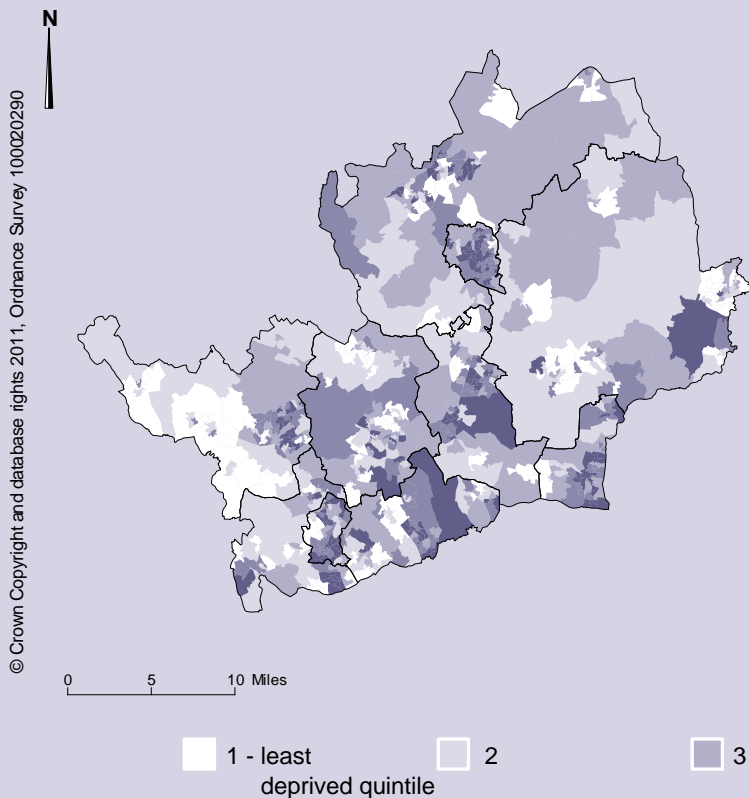 N
© Crown Copyright and database rights 2011, Ordnance Survey 100020290
0 5 10 Miles
1 - least
deprived quintile
2
3